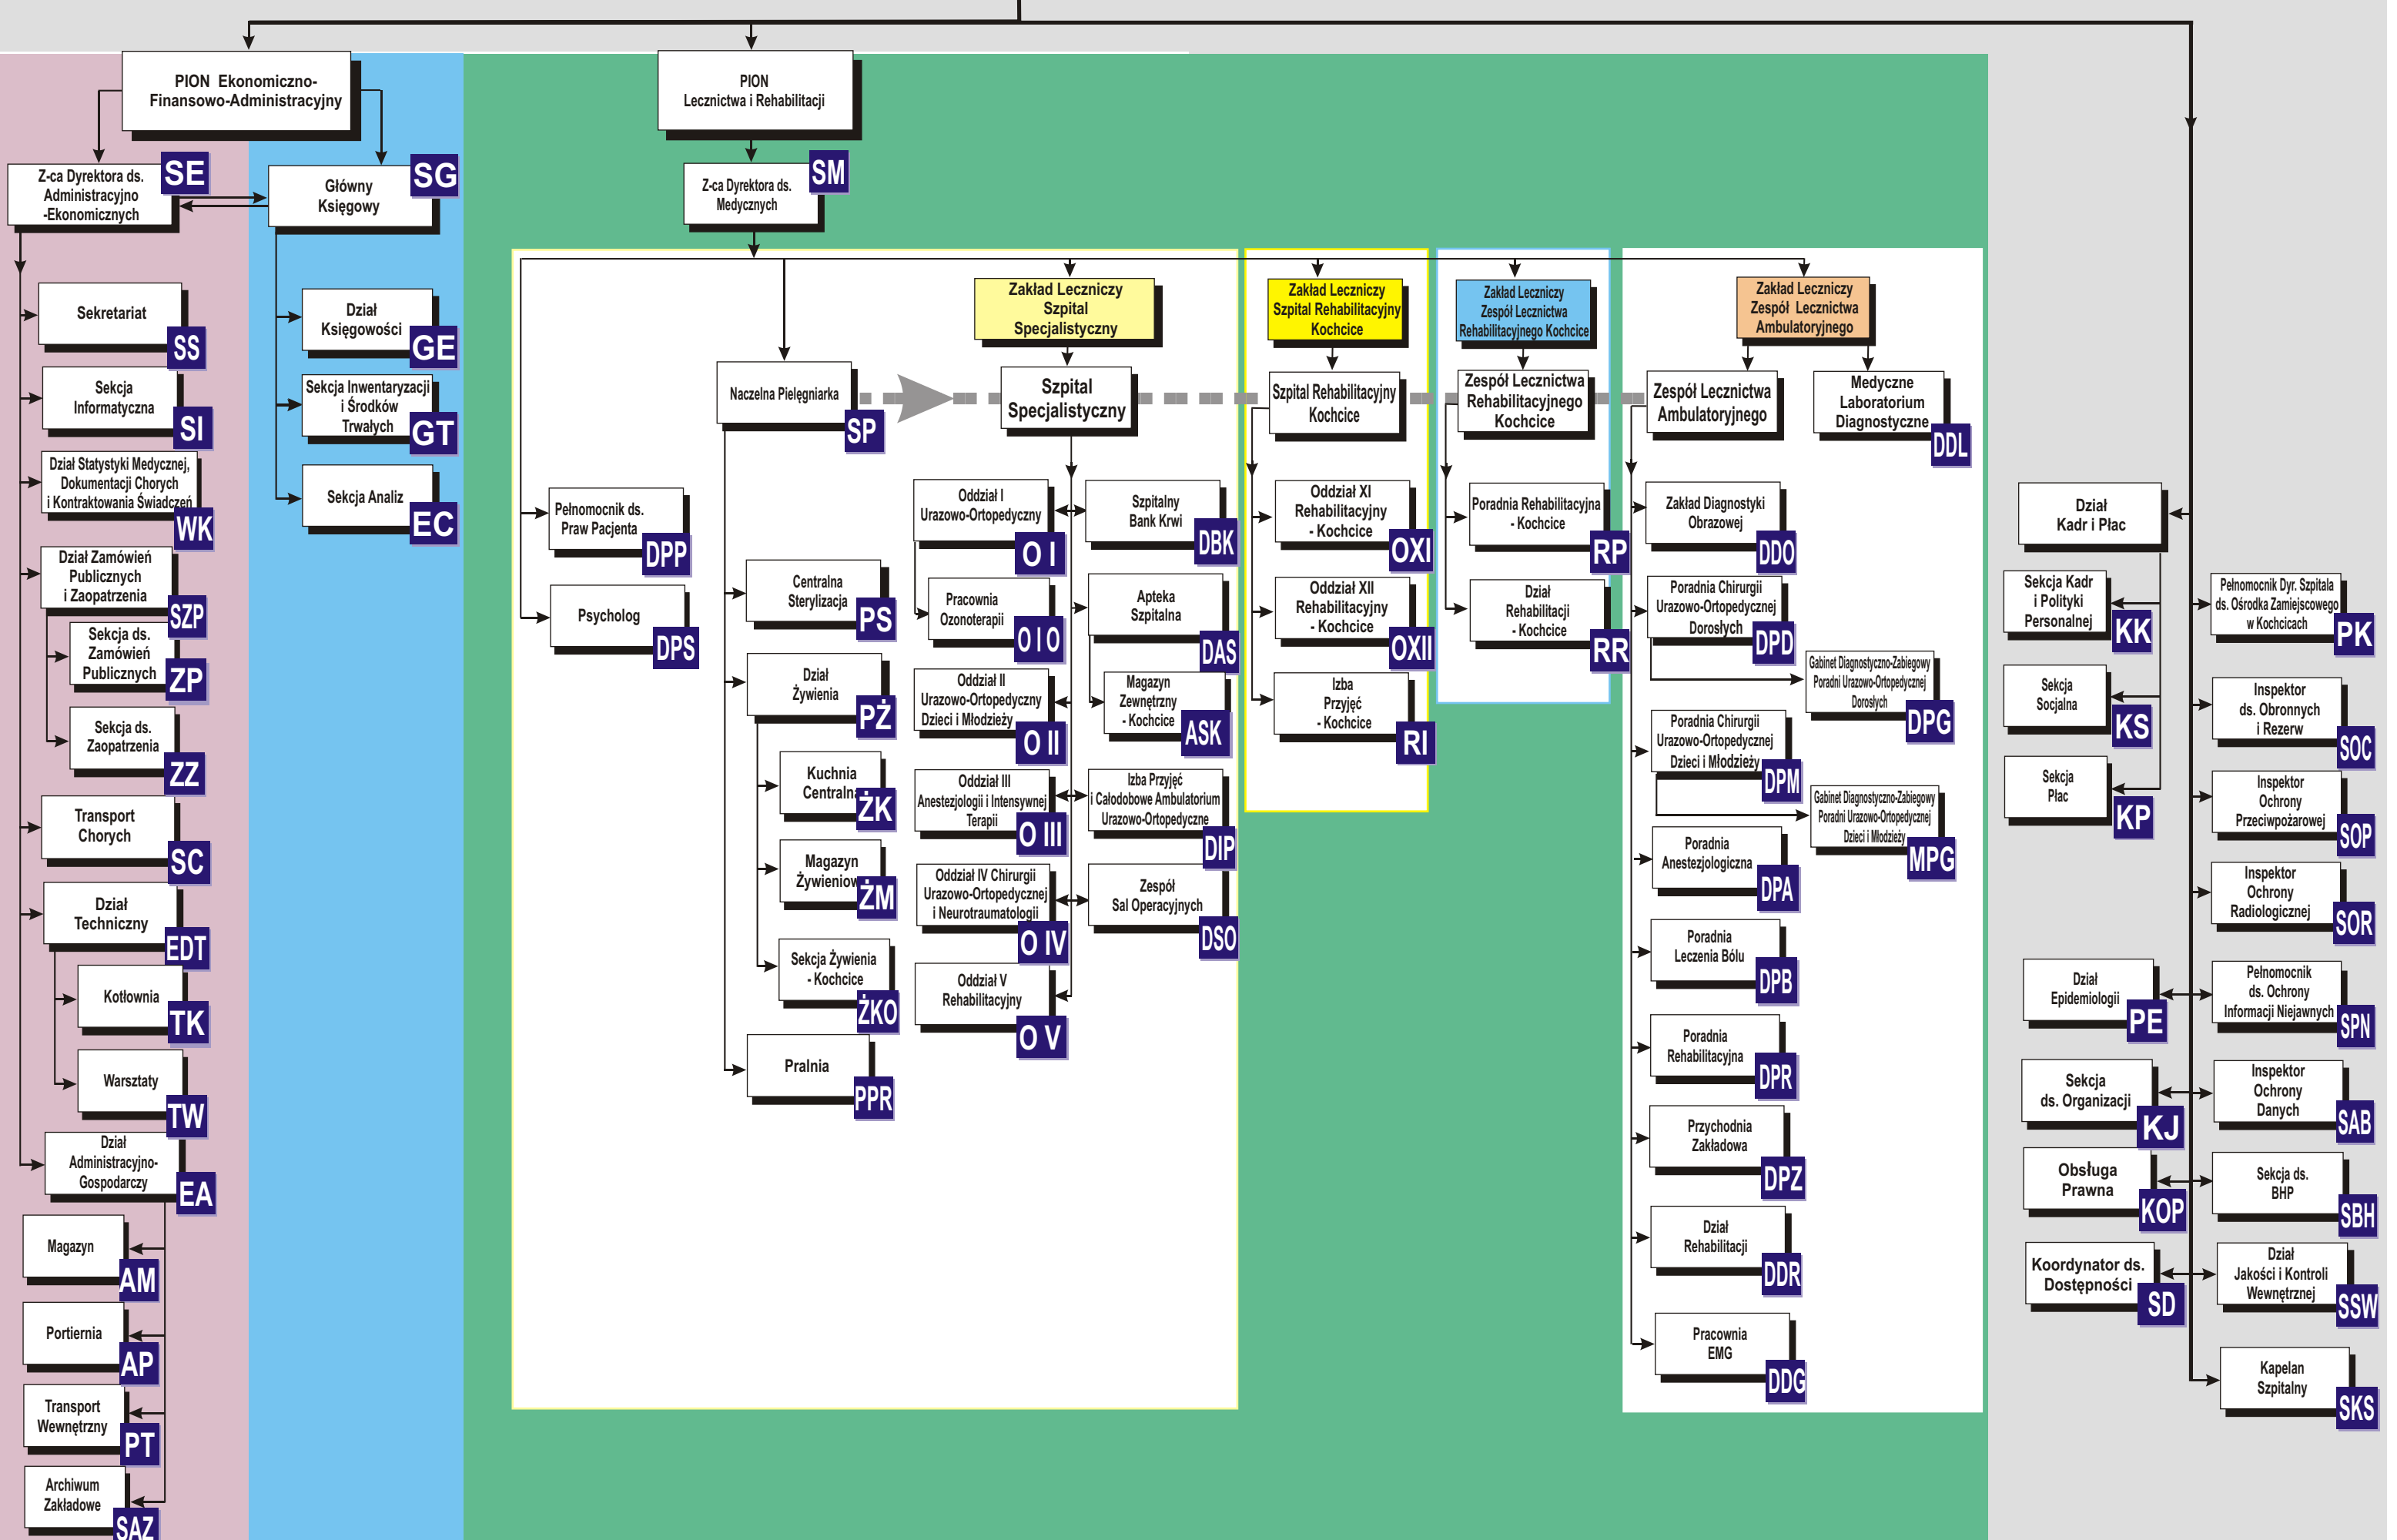 PION Ekonomiczno-
Finansowo-Administracyjny
PION
Lecznictwa i Rehabilitacji
Z-ca Dyrektora ds.
Administracyjno
-Ekonomicznych
SE
Główny
Księgowy
SG
Z-ca Dyrektora ds.
Medycznych
SM
Sekretariat
SS
Sekcja
Informatyczna
SI
Dział Statystyki Medycznej,
Dokumentacji Chorych
i Kontraktowania Świadczeń
WK
Dział Zamówień
Publicznych
i Zaopatrzenia
SZP
Sekcja ds.
Zamówień
Publicznych
ZP
Sekcja ds.
Zaopatrzenia
ZZ
Transport
Chorych
SC
Dział
Techniczny
EDT
Kotłownia
TK
Warsztaty
TW
Dział
Administracyjno-
Gospodarczy
EA
Magazyn
AM
Portiernia
AP
Transport
Wewnętrzny
PT
Archiwum
Zakładowe
SAZ
Dział
Księgowości
GE
Sekcja Inwentaryzacji
i Środków
Trwałych
GT
Sekcja Analiz
EC
Pełnomocnik ds.
Praw Pacjenta
DPP
Psycholog
DPS
Naczelna Pielęgniarka
SP
Centralna
Sterylizacja
PS
Dział
Żywienia
PŻ
Kuchnia
Centralna
ŻK
Magazyn
Żywieniow
ŻM
Sekcja Żywienia
- Kochcice
ŻKO
Pralnia
PPR
Zakład Leczniczy
Szpital
Specjalistyczny
Szpital
Specjalistyczny
Oddział I
Urazowo-Ortopedyczny
O I
Pracownia
Ozonoterapii
O I O
Oddział II
Urazowo-Ortopedyczny
Dzieci i Młodzieży
O II
Oddział III
Anestezjologii i Intensywnej
Terapii
O III
Oddział IV Chirurgii
Urazowo-Ortopedycznej
i Neurotraumatologii
O IV
Oddział V
Rehabilitacyjny
O V
Szpitalny
Bank Krwi
DBK
Apteka
Szpitalna
DAS
Magazyn
Zewnętrzny
- Kochcice
ASK
Izba Przyjęć
i Całodobowe Ambulatorium
Urazowo-Ortopedyczne
DIP
Zespół
Sal Operacyjnych
DSO
Zakład Leczniczy
Szpital Rehabilitacyjny
Kochcice
Szpital Rehabilitacyjny
Kochcice
Oddział XI
Rehabilitacyjny
- Kochcice
OXI
Oddział XII
Rehabilitacyjny
- Kochcice
OXII
Izba
Przyjęć
- Kochcice
RI
Zakład Leczniczy
Zespół Lecznictwa
Rehabilitacyjnego Kochcice
Zespół Lecznictwa
Rehabilitacyjnego
Kochcice
Poradnia Rehabilitacyjna
- Kochcice
RP
Dział
Rehabilitacji
- Kochcice
RR
Zakład Leczniczy
Zespół Lecznictwa
Ambulatoryjnego
Zespół Lecznictwa
Ambulatoryjnego
Medyczne
Laboratorium
Diagnostyczne
DDL
Zakład Diagnostyki
Obrazowej
DDO
Poradnia Chirurgii
Urazowo-Ortopedycznej
Dorosłych
DPD
Gabinet Diagnostyczno-Zabiegowy
Poradni Urazowo-Ortopedycznej
Dorosłych
DPG
Poradnia Chirurgii
Urazowo-Ortopedycznej
Dzieci i Młodzieży
DPM
Gabinet Diagnostyczno-Zabiegowy
Poradni Urazowo-Ortopedycznej
Dzieci i Młodzieży
MPG
Poradnia
Anestezjologiczna
DPA
Poradnia
Leczenia Bólu
DPB
Poradnia
Rehabilitacyjna
DPR
Przychodnia
Zakładowa
DPZ
Dział
Rehabilitacji
DDR
Pracownia
EMG
DDG
Dział
Kadr i Płac
Sekcja Kadr
i Polityki
Personalnej
KK
Sekcja
Socjalna
KS
Sekcja
Płac
KP
Dział
Epidemiologii
PE
Sekcja
ds. Organizacji
KJ
Obsługa
Prawna
KOP
Koordynator ds.
Dostępności
SD
Pełnomocnik Dyr. Szpitala
ds. Ośrodka Zamiejscowego
w Kochcicach
PK
Inspektor
ds. Obronnych
i Rezerw
SOC
Inspektor
Ochrony
Przeciwpożarowej
SOP
Inspektor
Ochrony
Radiologicznej
SOR
Pełnomocnik
ds. Ochrony
Informacji Niejawnych
SPN
Inspektor
Ochrony
Danych
SAB
Sekcja ds.
BHP
SBH
Dział
Jakości i Kontroli
Wewnętrznej
SSW
Kapelan
Szpitalny
SKS